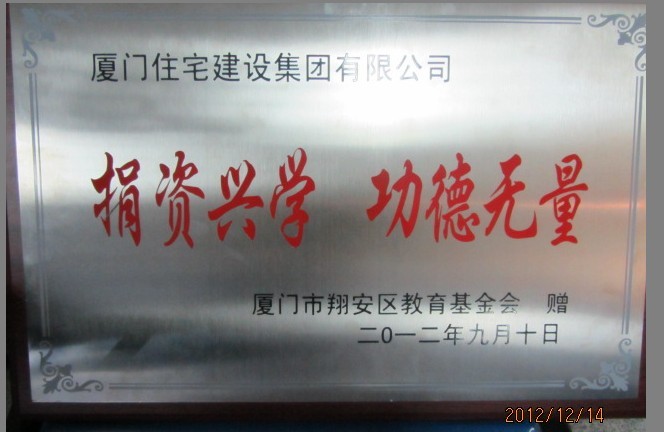 厦门住宅建设集团有限公司
捐资兴学 功德无量
厦门市翔安区教育基金会 赠
二0一二年九月十日
2012/12/14